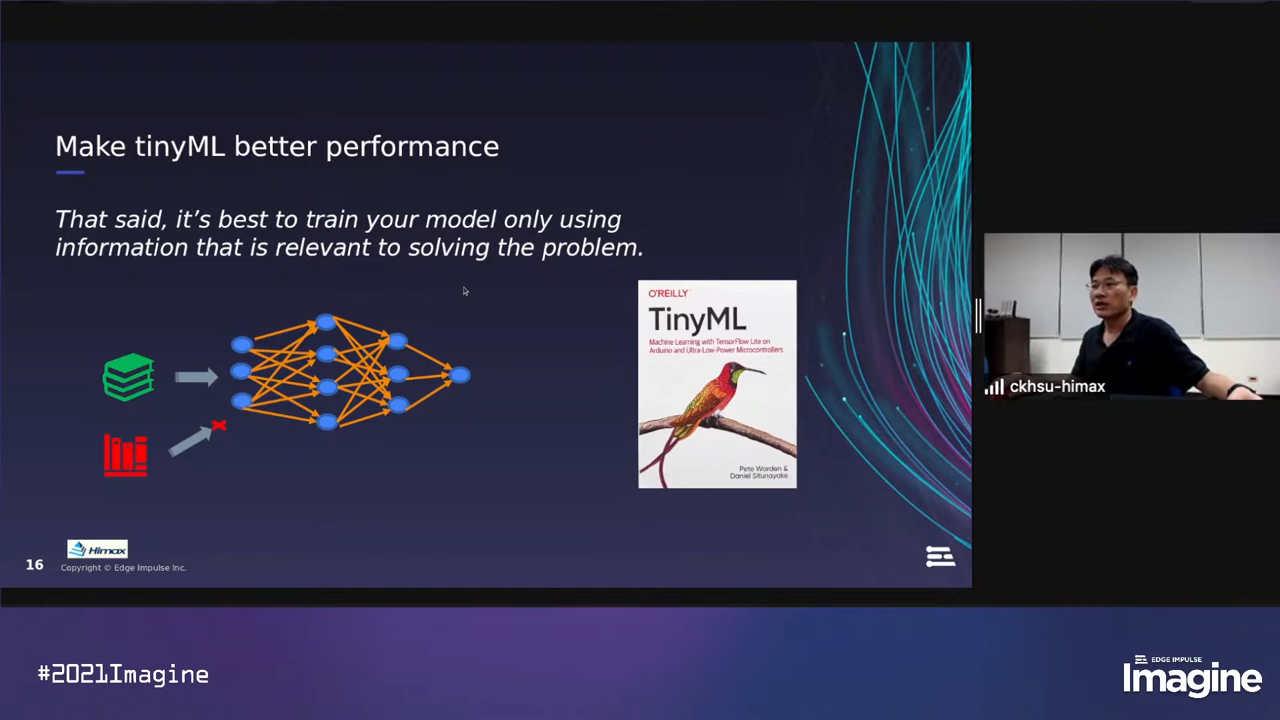 Make tinyML better performance
That said, it’s best to train your model only using
information that is relevant to solving the problem.
O'REILLY
TinyML
Machine Learning with TensorFlow Lite on
Arduino and Ultra-Low-Power Microcontrollers
Pete Warden &
Daniel Situnayake
ckhsu-himax
Himax
16
Copyright © Edge Impulse Inc.
#2021Imagine
EDGE IMPULSE
Imagine